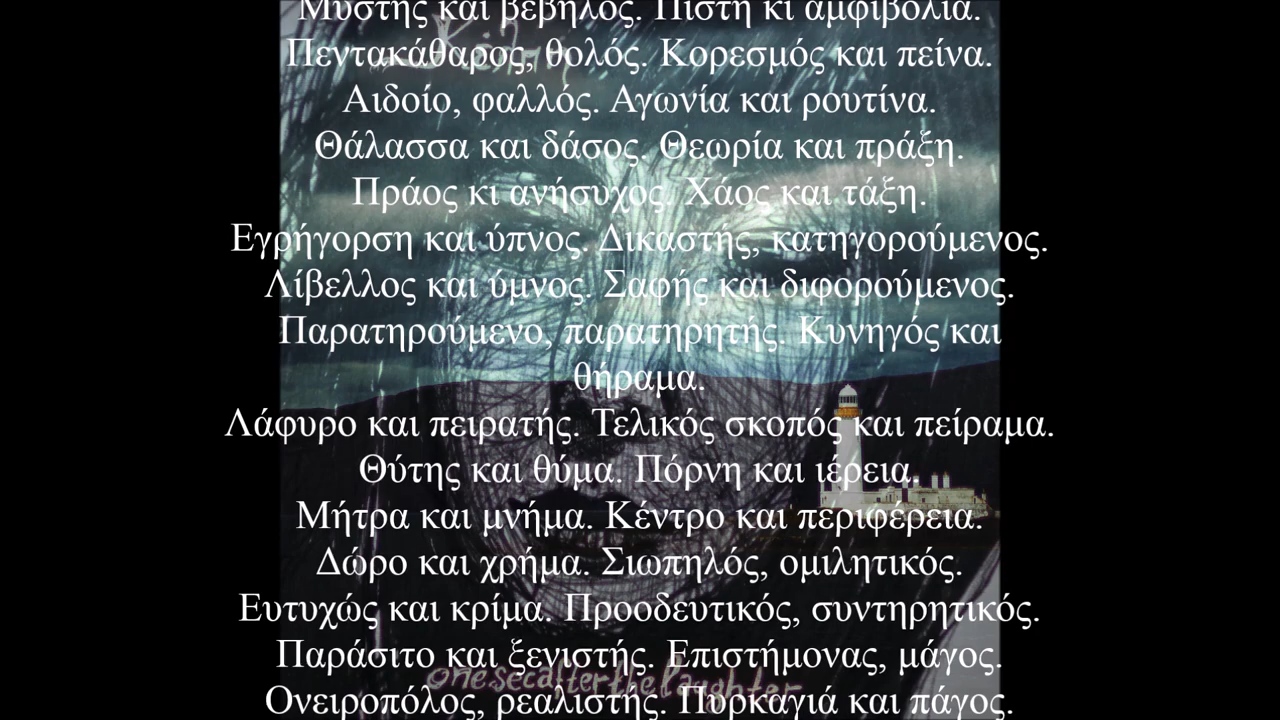 Μύστης και βέβηλος. Πίστη κι αμφιβολία.
Πεντακάθαρος, θολός. Κορεσμός και πείνα.
Αιδοίο, φαλλός. Αγωνία και ρουτίνα.
Θάλασσα και δάσος. Θεωρία και πράξη.
Πράος κι ανήσυχος. Χάος και τάξη.
Εγρήγορση και ύπνος. Δικαστής, κατηγορούμενος.
Λίβελλος και ύμνος. Σαφής και διφορούμενος.
Παρατηρούμενο, παρατηρητής. Κυνηγός και
θήραμα.
Λάφυρο και πειρατής. Τελικός σκοπός και πείραμα.
Θύτης και θύμα. Πόρνη και ιέρεια.
Μήτρα και μνήμα. Κέντρο και περιφέρεια.
Δώρο και χρήμα. Σιωπηλός, ομιλητικός.
Ευτυχώς και κρίμα. Προοδευτικός, συντηρητικός.
Παράσιτο και ξενιστής. Επιστήμονας, μάγος.
onesecafterthelaughter
Ονειροπόλος, ρεαλιστής. Πυρκαγιά και πάγος.